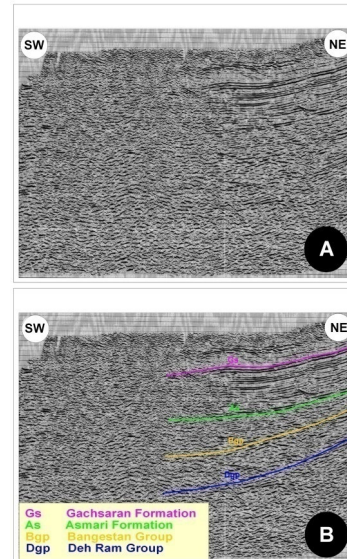 SW
NE
A
SW
NE
Gs
As
Bgp
Dgp
Gs Gachsaran Formation
As Asmari Formation
Bgp Bangestan Group
Dgp Deh Ram Group
B